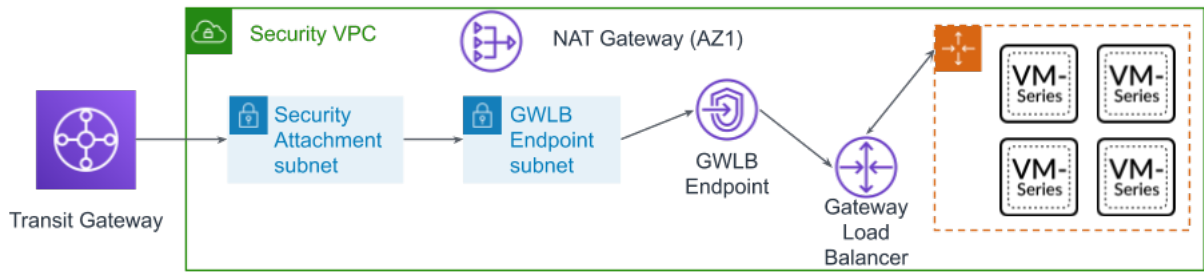 Security VPC
NAT Gateway (AZ1)
Transit Gateway
Security
Attachment
subnet
GWLB
Endpoint
subnet
GWLB
Endpoint
Gateway
Load
Balancer
VM-
Series
VM-
Series
VM-
Series
VM-
Series